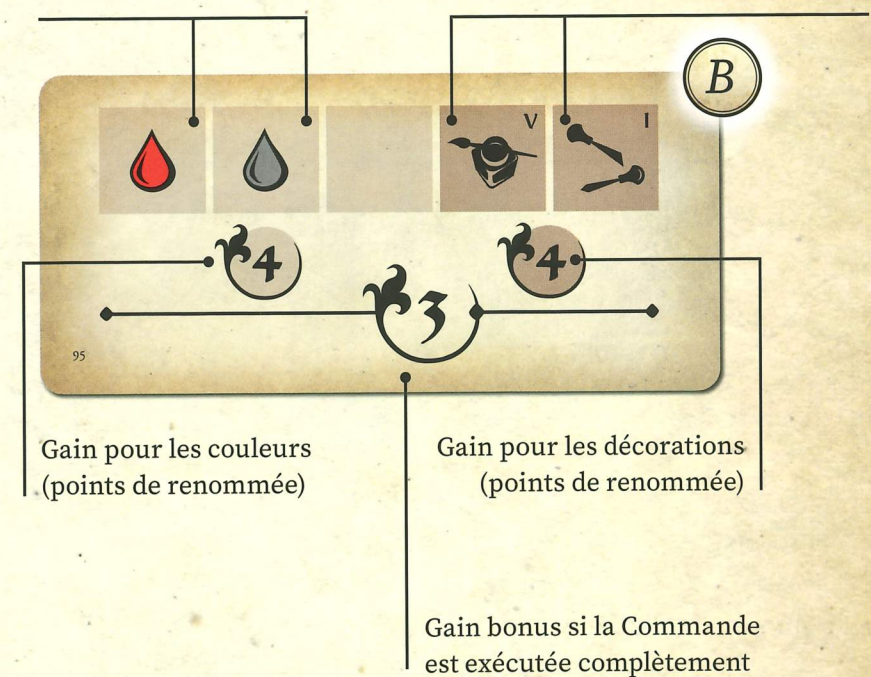 B
V I
4 4
3
95
Gain pour les couleurs
(points de renommée)
Gain pour les décorations
(points de renommée)
Gain bonus si la Commande
est exécutée complètement